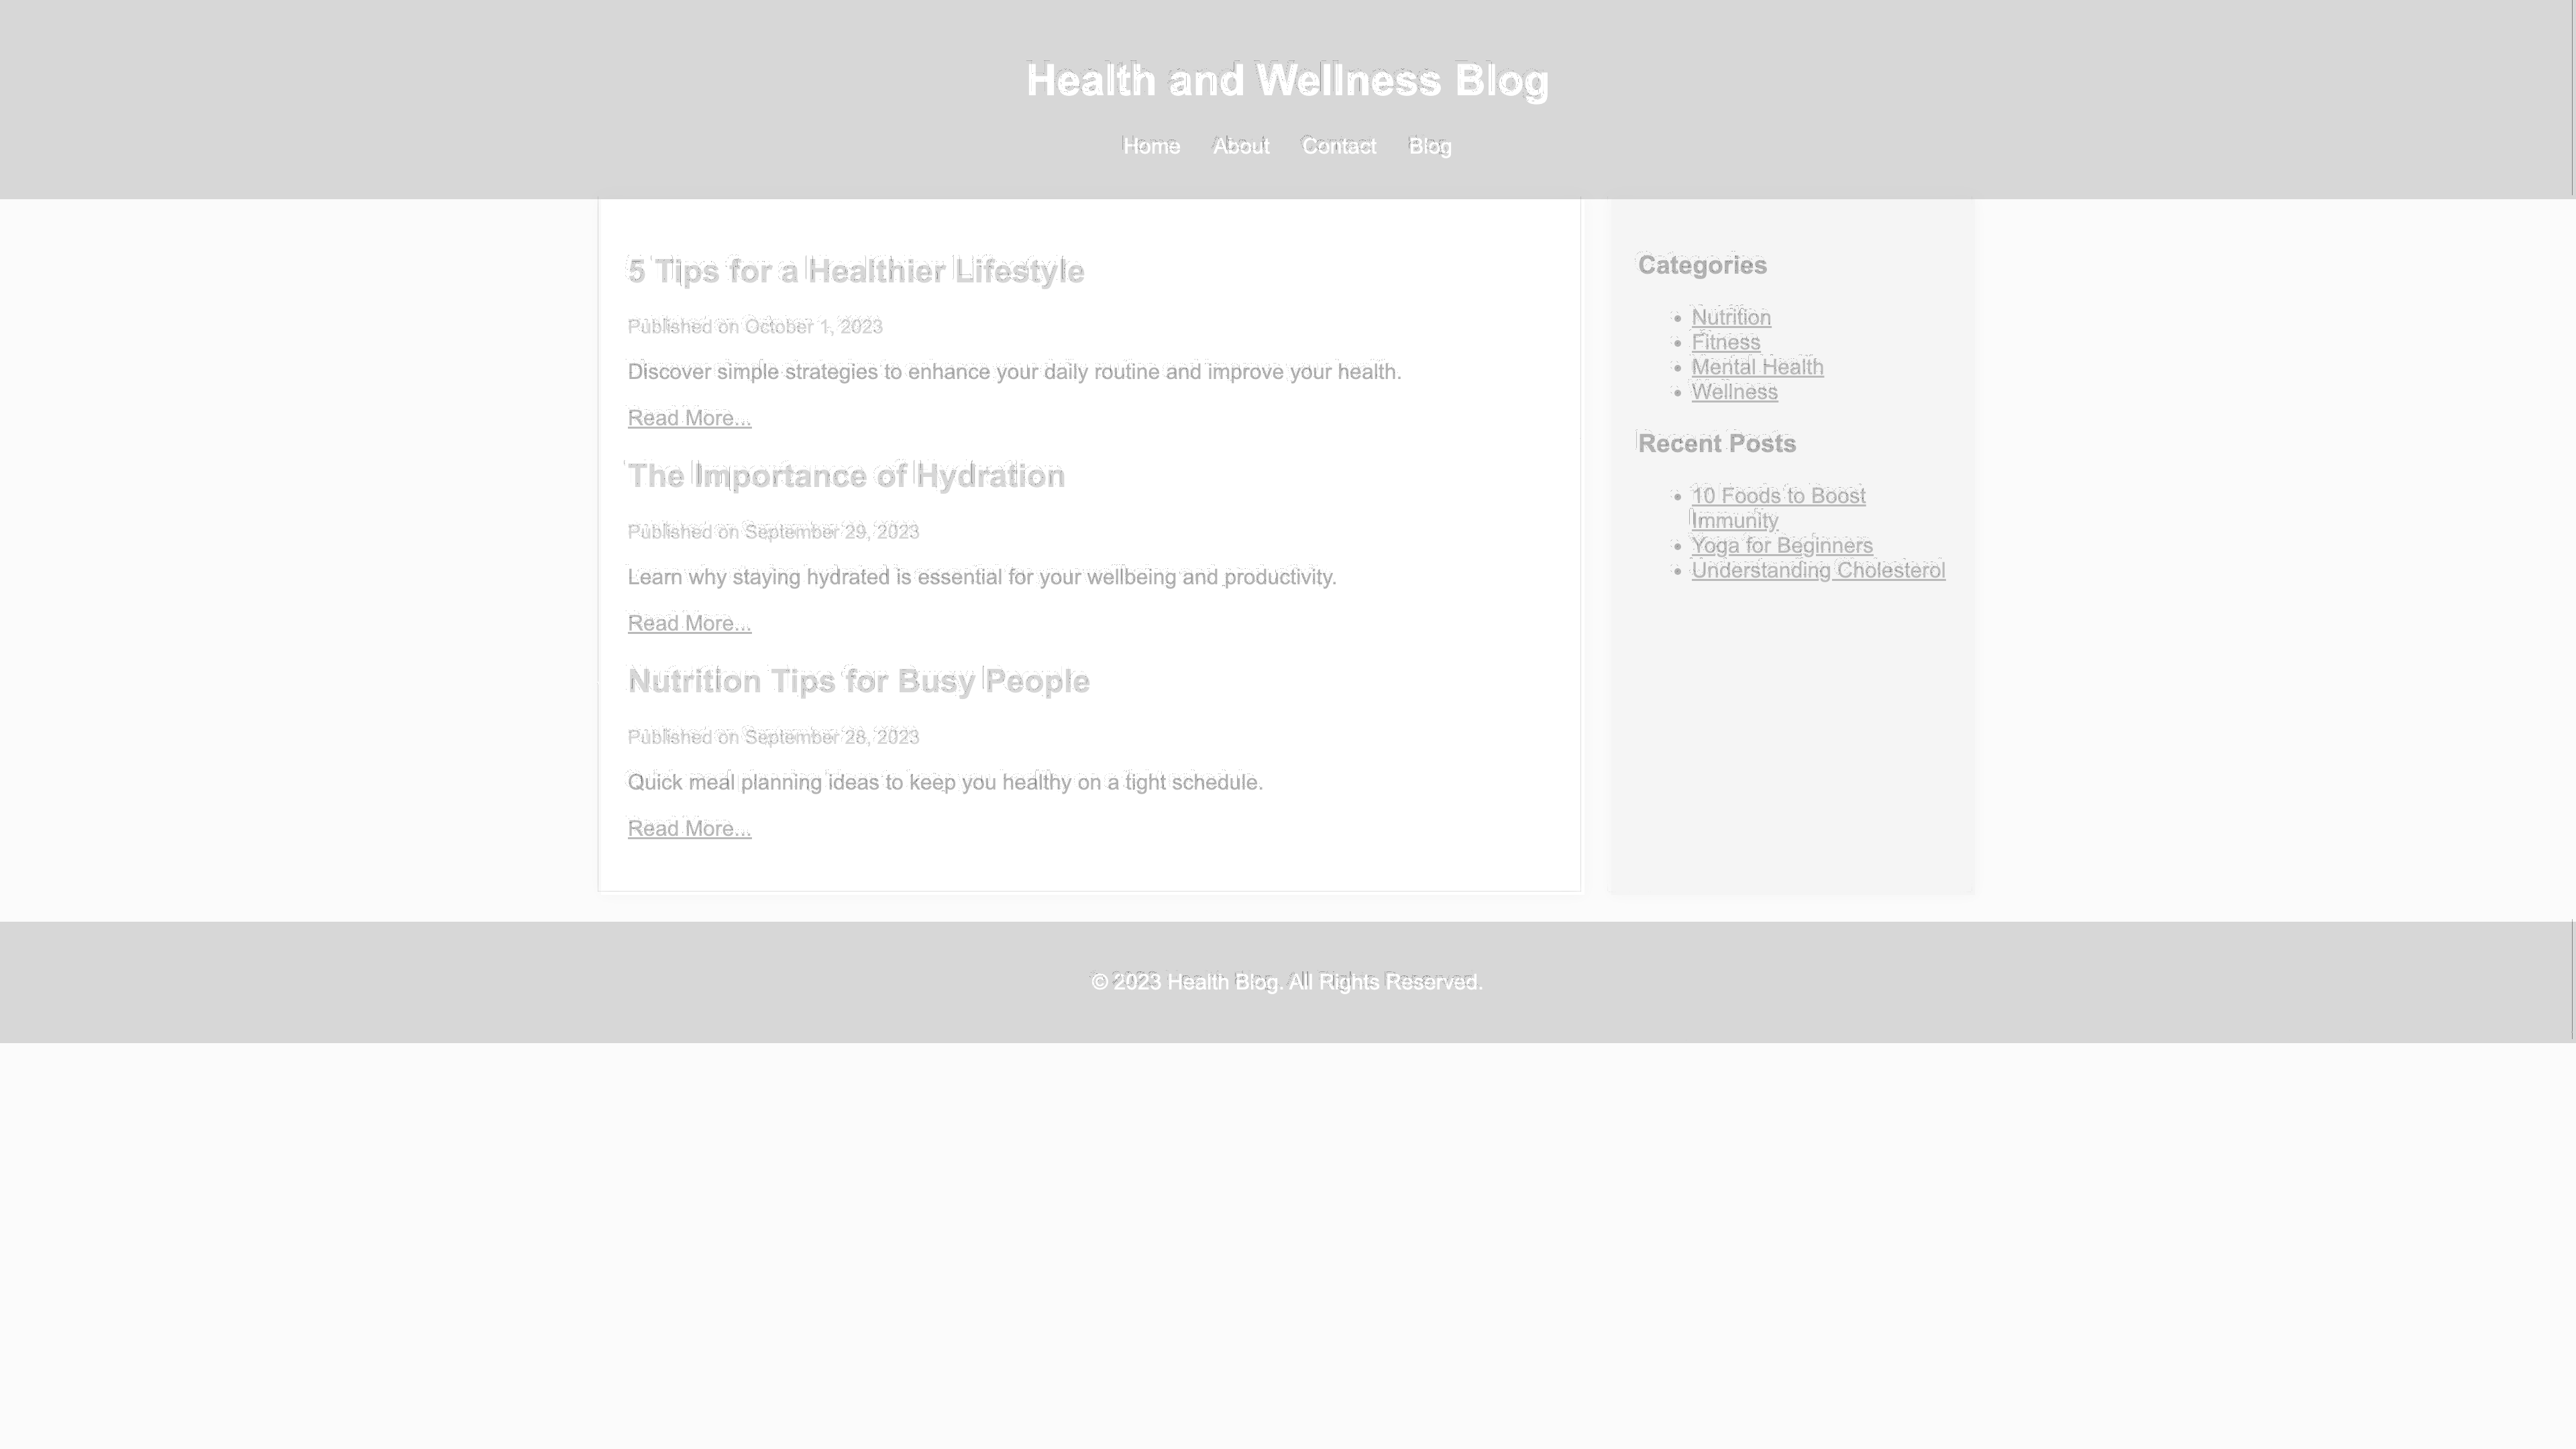 Health and Wellness Blog
Home About Contact Blog
5 Tips for a Healthier Lifestyle
Published on October 1, 2023
Discover simple strategies to enhance your daily routine and improve your health.
Read More...
The Importance of Hydration
Published on September 29, 2023
Learn why staying hydrated is essential for your wellbeing and productivity.
Read More...
Nutrition Tips for Busy People
Published on September 28, 2023
Quick meal planning ideas to keep you healthy on a tight schedule.
Read More...
Categories
• Nutrition
• Fitness
• Mental Health
• Wellness
Recent Posts
• 10 Foods to Boost
Immunity
• Yoga for Beginners
• Understanding Cholesterol
© 2023 Health Blog. All Rights Reserved.